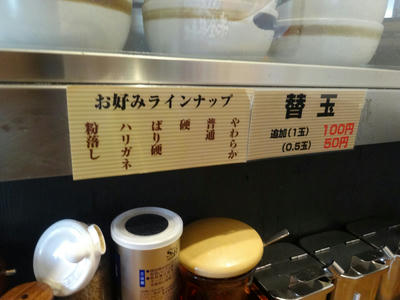 お好みラインナップ
やわらか
普通
硬
ばり硬
ハリガネ
粉落し
替玉
追加(1玉) 100円
(0.5玉) 50円